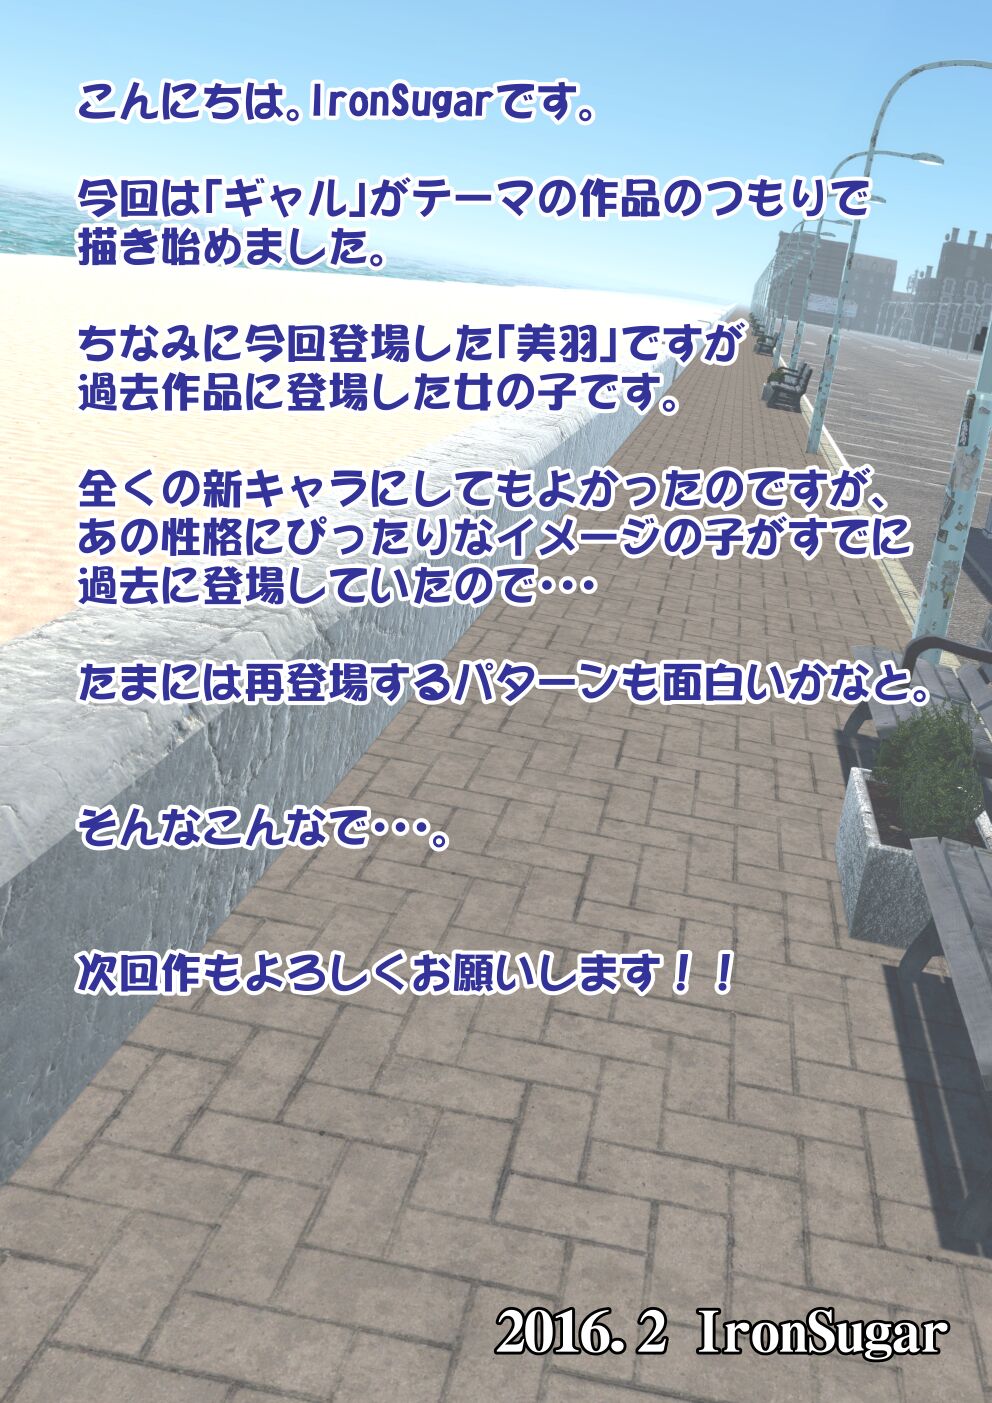 こんにちは。IronSugarです。
今回は「ギャル」がテーマの作品のつもりで
描き始めました。
ちなみに今回登場した「美羽」ですが
過去作品に登場した女の子です。
全くの新キャラにしてもよかったのですが、
あの性格にぴったりなイメージの子がすでに
過去に登場していたので･･･
たまには再登場するパターンも面白いかなと。
そんなこんなで･･･。
次回作もよろしくお願いします！！
2016. 2 IronSugar